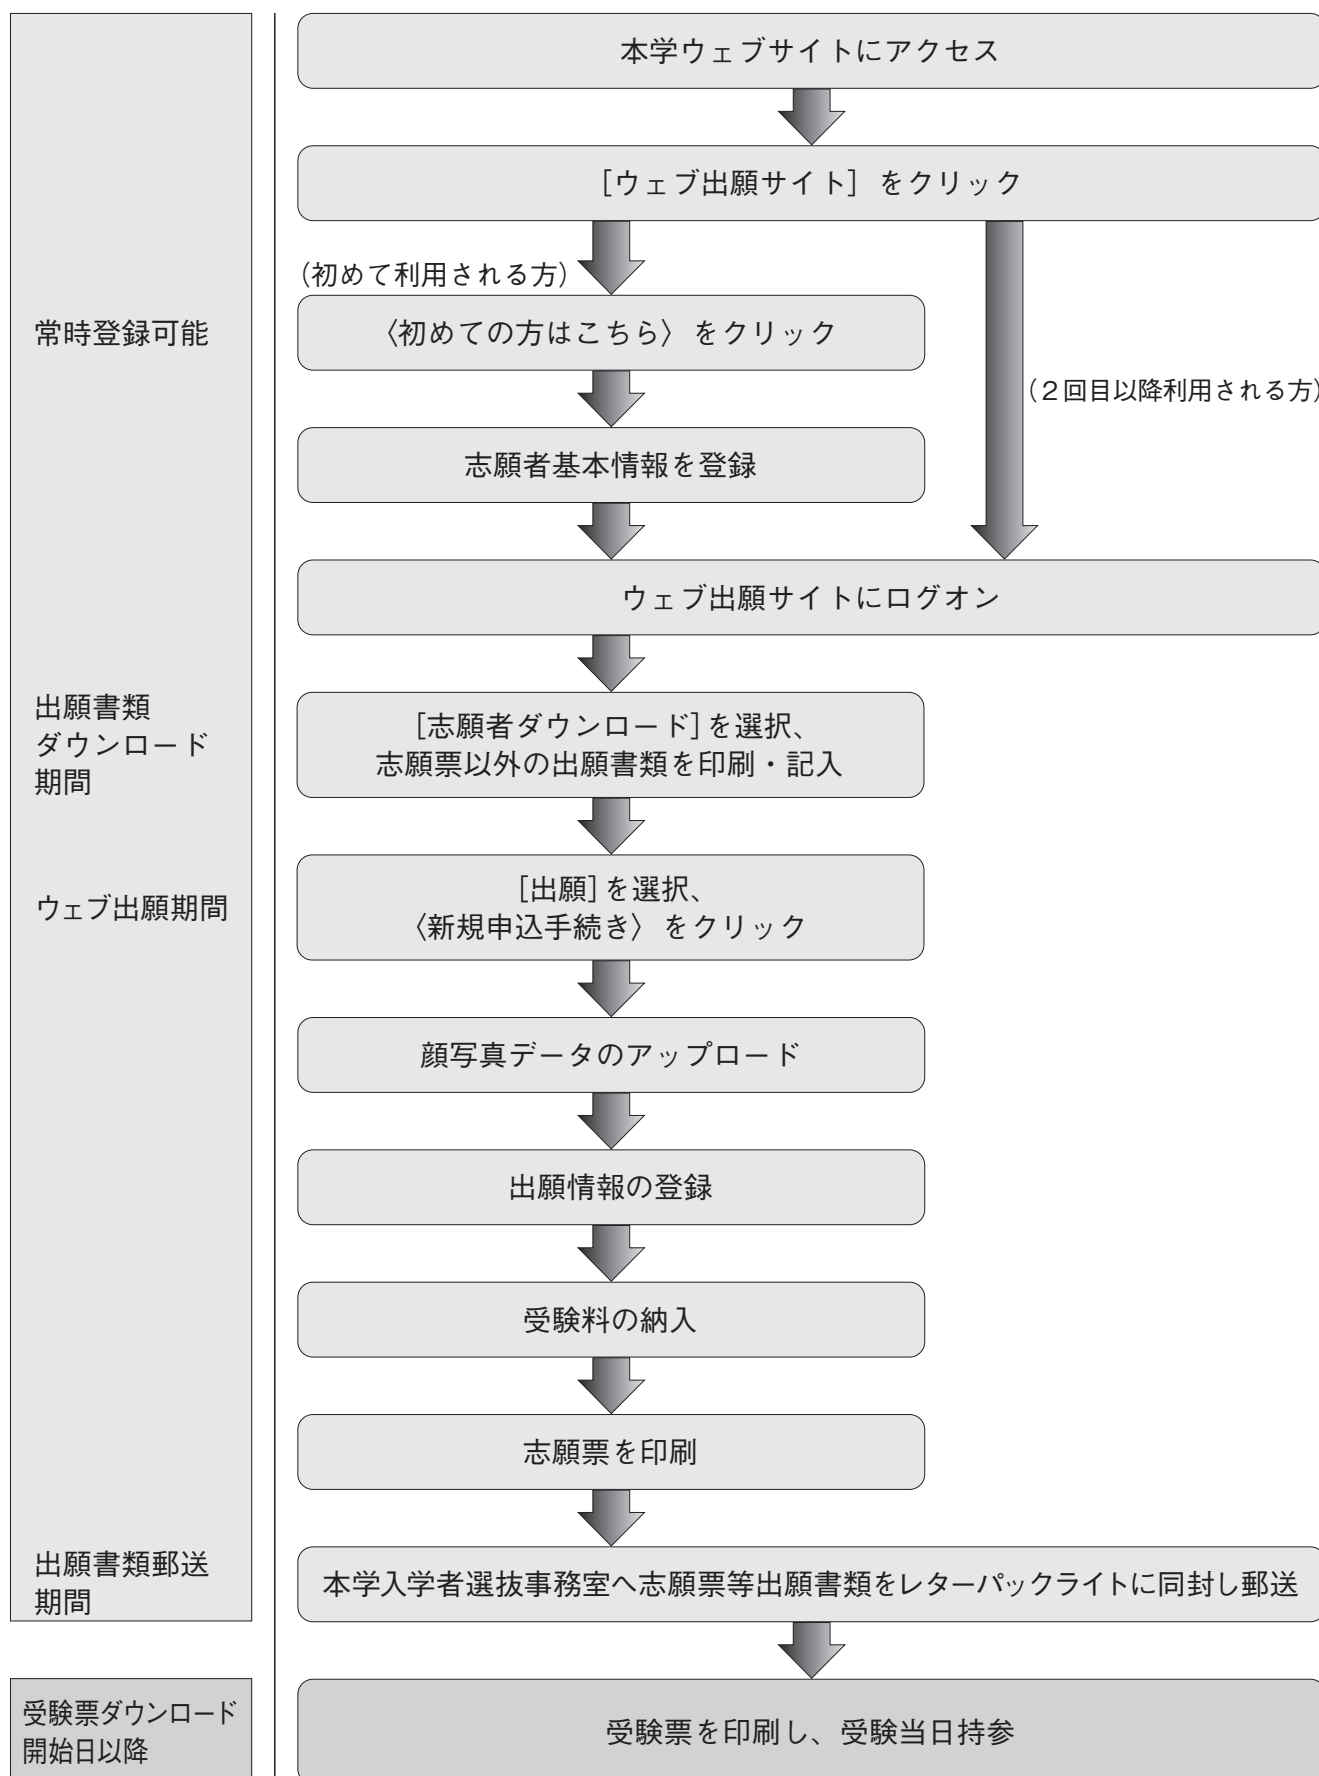 本学ウェブサイトにアクセス
[ウェブ出願サイト] をクリック
(初めて利用される方)
常時登録可能
〈初めての方はこちら〉をクリック
(2回目以降利用される方)
志願者基本情報を登録
ウェブ出願サイトにログオン
出願書類
ダウンロード
期間
[志願者ダウンロード]を選択、
志願票以外の出願書類を印刷・記入
ウェブ出願期間
[出願]を選択、
〈新規申込手続き〉をクリック
顔写真データのアップロード
出願情報の登録
受験料の納入
志願票を印刷
出願書類郵送
期間
本学入学者選抜事務室へ志願票等出願書類をレターパックライトに同封し郵送
受験票ダウンロード
開始日以降
受験票を印刷し、受験当日持参